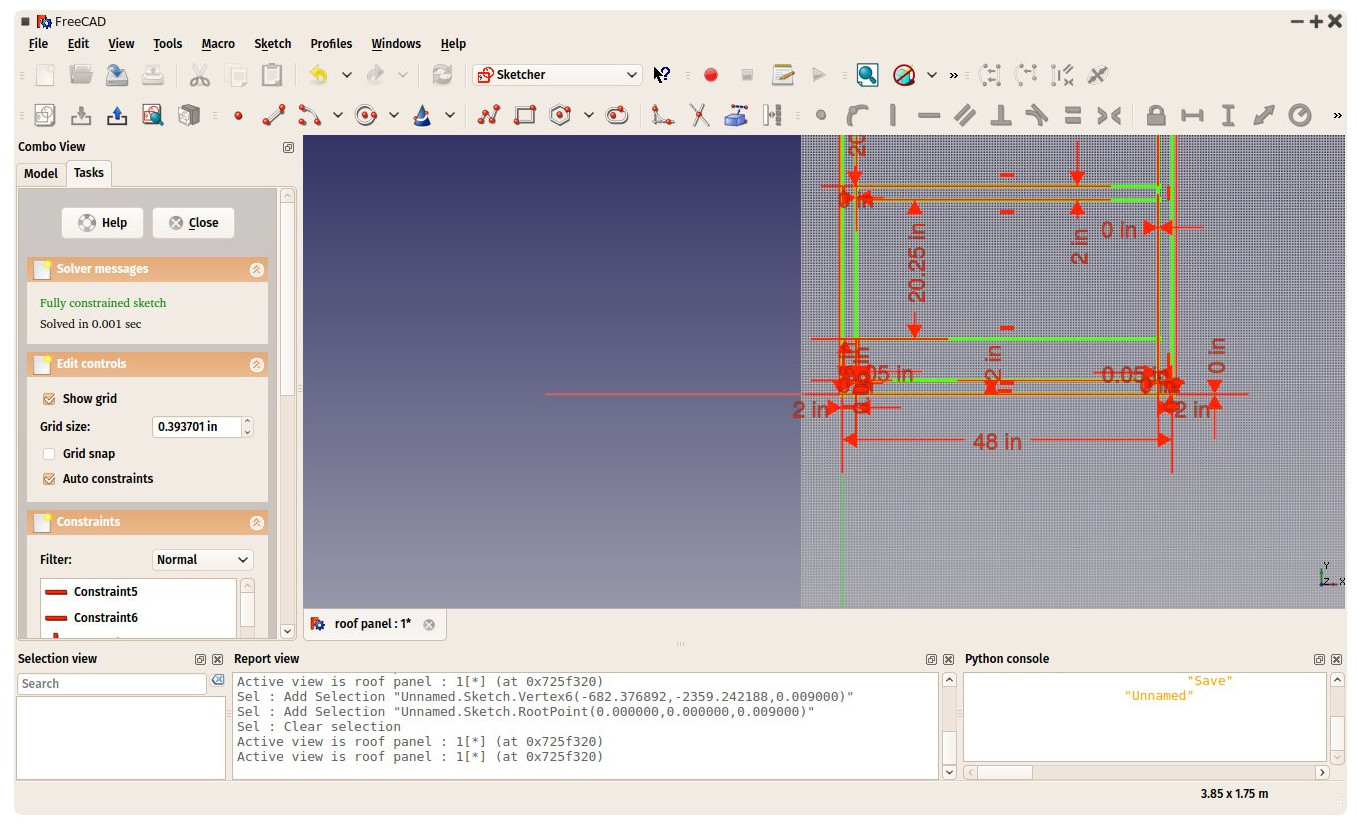 FreeCAD
File Edit View Tools Macro Sketch Profiles Windows Help
Sketcher
Combo View
Model Tasks
Help Close
Solver messages
Fully constrained sketch
Solved in 0.001 sec
Edit controls
Show grid
Grid size: 0.393701 in
Grid snap
Auto constraints
Constraints
Filter: Normal
Constraint5
Constraint6
0 in
20.25 in
2 in
0 in
2 in
0.05 in
0 in
2 in
2 in
48 in
Y
Z X
roof panel : 1*
Selection view
Search
Report view
Active view is roof panel : 1[*] (at 0x725f320)
Sel : Add Selection "Unnamed.Sketch.Vertex6(-682.376892,-2359.242188,0.009000)"
Sel : Add Selection "Unnamed.Sketch.RootPoint(0.000000,0.000000,0.009000)"
Sel : Clear selection
Active view is roof panel : 1[*] (at 0x725f320)
Active view is roof panel : 1[*] (at 0x725f320)
Python console
"Save"
"Unnamed"
3.85 x 1.75 m